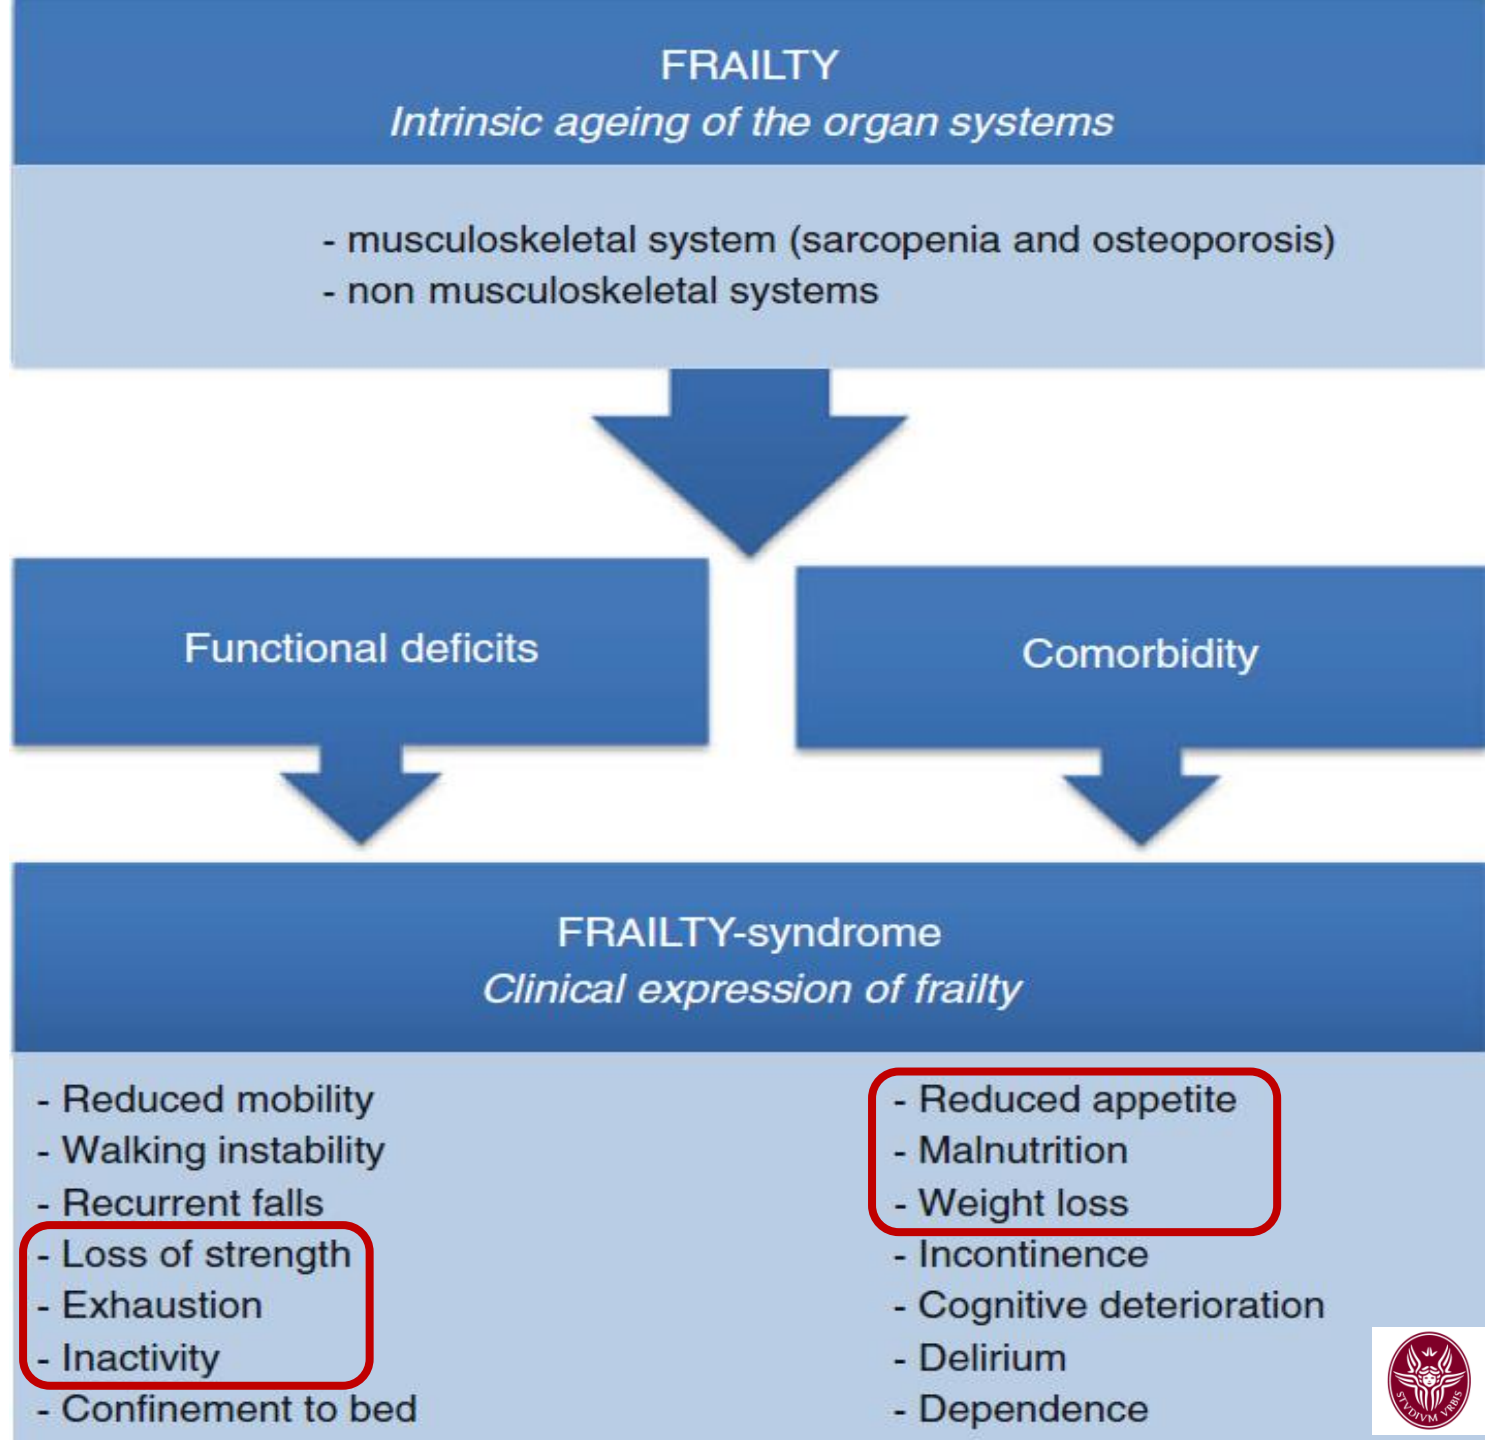 FRAILTY
Intrinsic ageing of the organ systems
- musculoskeletal system (sarcopenia and osteoporosis)
- non musculoskeletal systems
Functional deficits
Comorbidity
FRAILTY-syndrome
Clinical expression of frailty
- Reduced mobility
- Walking instability
- Recurrent falls
- Loss of strength
- Exhaustion
- Inactivity
- Confinement to bed
- Reduced appetite
- Malnutrition
- Weight loss
- Incontinence
- Cognitive deterioration
- Delirium
- Dependence
STVDIVM VRBIS